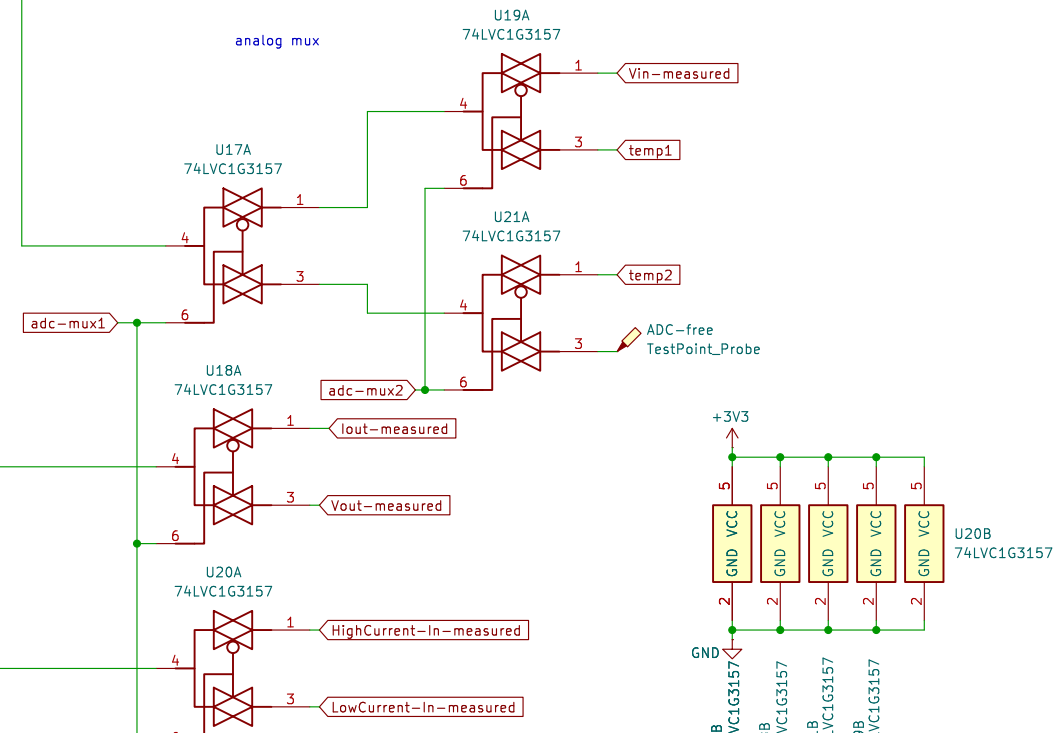 analog mux
U19A
74LVC1G3157
1
Vin-measured
4
3
temp1
6
U17A
74LVC1G3157
1
4
3
6
adc-mux1
U21A
74LVC1G3157
1
temp2
4
3
ADC-free
TestPoint_Probe
6
adc-mux2
U18A
74LVC1G3157
1
Iout-measured
4
3
Vout-measured
6
U20A
74LVC1G3157
1
HighCurrent-In-measured
4
3
LowCurrent-In-measured
+3V3
5 5 5 5 5
GND VCC
GND VCC
GND VCC
GND VCC
GND VCC
U20B
74LVC1G3157
2 2 2 2 2
GND
VC1G3157
VC1G3157
LVC1G3157
LVC1G3157